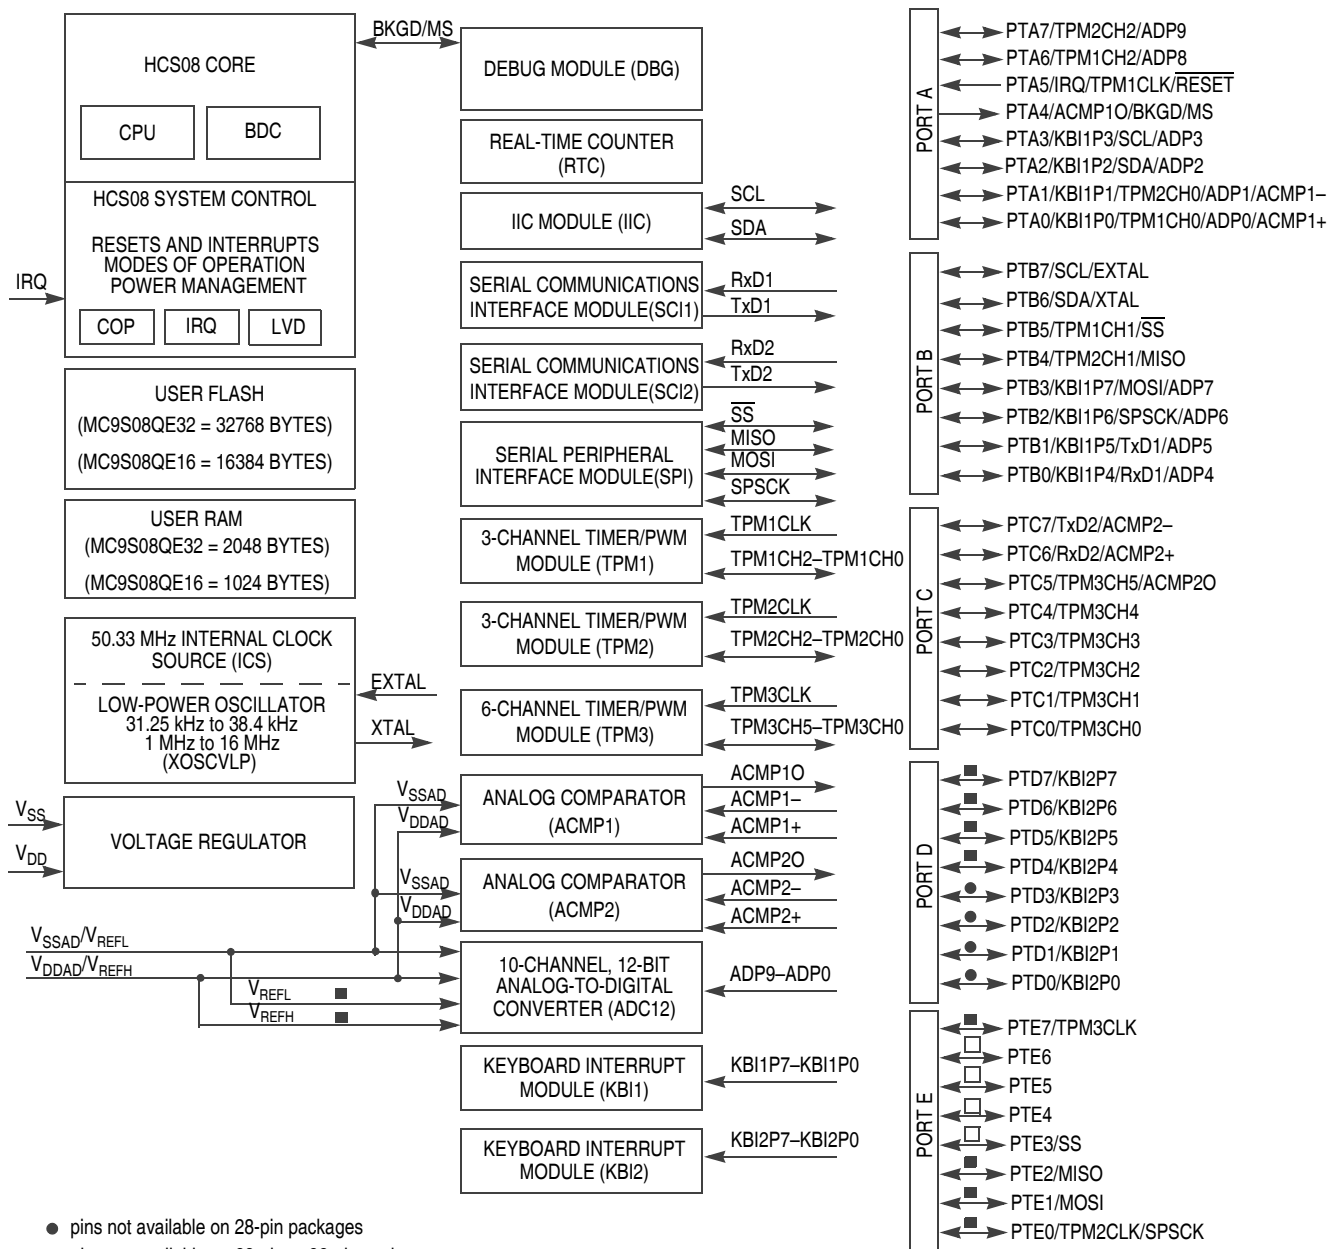 HCS08 CORE
CPU
BDC
HCS08 SYSTEM CONTROL
RESETS AND INTERRUPTS
MODES OF OPERATION
POWER MANAGEMENT
COP
IRQ
LVD
IRQ
USER FLASH
(MC9S08QE32 = 32768 BYTES)
(MC9S08QE16 = 16384 BYTES)
USER RAM
(MC9S08QE32 = 2048 BYTES)
(MC9S08QE16 = 1024 BYTES)
50.33 MHz INTERNAL CLOCK
SOURCE (ICS)
LOW-POWER OSCILLATOR
31.25 kHz to 38.4 kHz
1 MHz to 16 MHz
(XOSCVLP)
EXTAL
XTAL
VSS
VDD
VOLTAGE REGULATOR
VSSAD/VREFL
VDDAD/VREFH
VREFL
VREFH
BKGD/MS
DEBUG MODULE (DBG)
REAL-TIME COUNTER
(RTC)
IIC MODULE (IIC)
SCL
SDA
SERIAL COMMUNICATIONS
INTERFACE MODULE(SCI1)
RxD1
TxD1
SERIAL COMMUNICATIONS
INTERFACE MODULE(SCI2)
RxD2
TxD2
SERIAL PERIPHERAL
INTERFACE MODULE(SPI)
SS
MISO
MOSI
SPSCK
3-CHANNEL TIMER/PWM
MODULE (TPM1)
TPM1CLK
TPM1CH2–TPM1CH0
3-CHANNEL TIMER/PWM
MODULE (TPM2)
TPM2CLK
TPM2CH2–TPM2CH0
6-CHANNEL TIMER/PWM
MODULE (TPM3)
TPM3CLK
TPM3CH5–TPM3CH0
VSSAD
VDDAD
ANALOG COMPARATOR
(ACMP1)
ACMP1O
ACMP1–
ACMP1+
VSSAD
VDDAD
ANALOG COMPARATOR
(ACMP2)
ACMP2O
ACMP2–
ACMP2+
10-CHANNEL, 12-BIT
ANALOG-TO-DIGITAL
CONVERTER (ADC12)
ADP9–ADP0
KEYBOARD INTERRUPT
MODULE (KBI1)
KBI1P7–KBI1P0
KEYBOARD INTERRUPT
MODULE (KBI2)
KBI2P7–KBI2P0
PORT A
PTA7/TPM2CH2/ADP9
PTA6/TPM1CH2/ADP8
PTA5/IRQ/TPM1CLK/RESET
PTA4/ACMP1O/BKGD/MS
PTA3/KBI1P3/SCL/ADP3
PTA2/KBI1P2/SDA/ADP2
PTA1/KBI1P1/TPM2CH0/ADP1/ACMP1–
PTA0/KBI1P0/TPM1CH0/ADP0/ACMP1+
PORT B
PTB7/SCL/EXTAL
PTB6/SDA/XTAL
PTB5/TPM1CH1/SS
PTB4/TPM2CH1/MISO
PTB3/KBI1P7/MOSI/ADP7
PTB2/KBI1P6/SPSCK/ADP6
PTB1/KBI1P5/TxD1/ADP5
PTB0/KBI1P4/RxD1/ADP4
PORT C
PTC7/TxD2/ACMP2–
PTC6/RxD2/ACMP2+
PTC5/TPM3CH5/ACMP2O
PTC4/TPM3CH4
PTC3/TPM3CH3
PTC2/TPM3CH2
PTC1/TPM3CH1
PTC0/TPM3CH0
PORT D
PTD7/KBI2P7
PTD6/KBI2P6
PTD5/KBI2P5
PTD4/KBI2P4
PTD3/KBI2P3
PTD2/KBI2P2
PTD1/KBI2P1
PTD0/KBI2P0
PORT E
PTE7/TPM3CLK
PTE6
PTE5
PTE4
PTE3/SS
PTE2/MISO
PTE1/MOSI
PTE0/TPM2CLK/SPSCK
pins not available on 28-pin packages